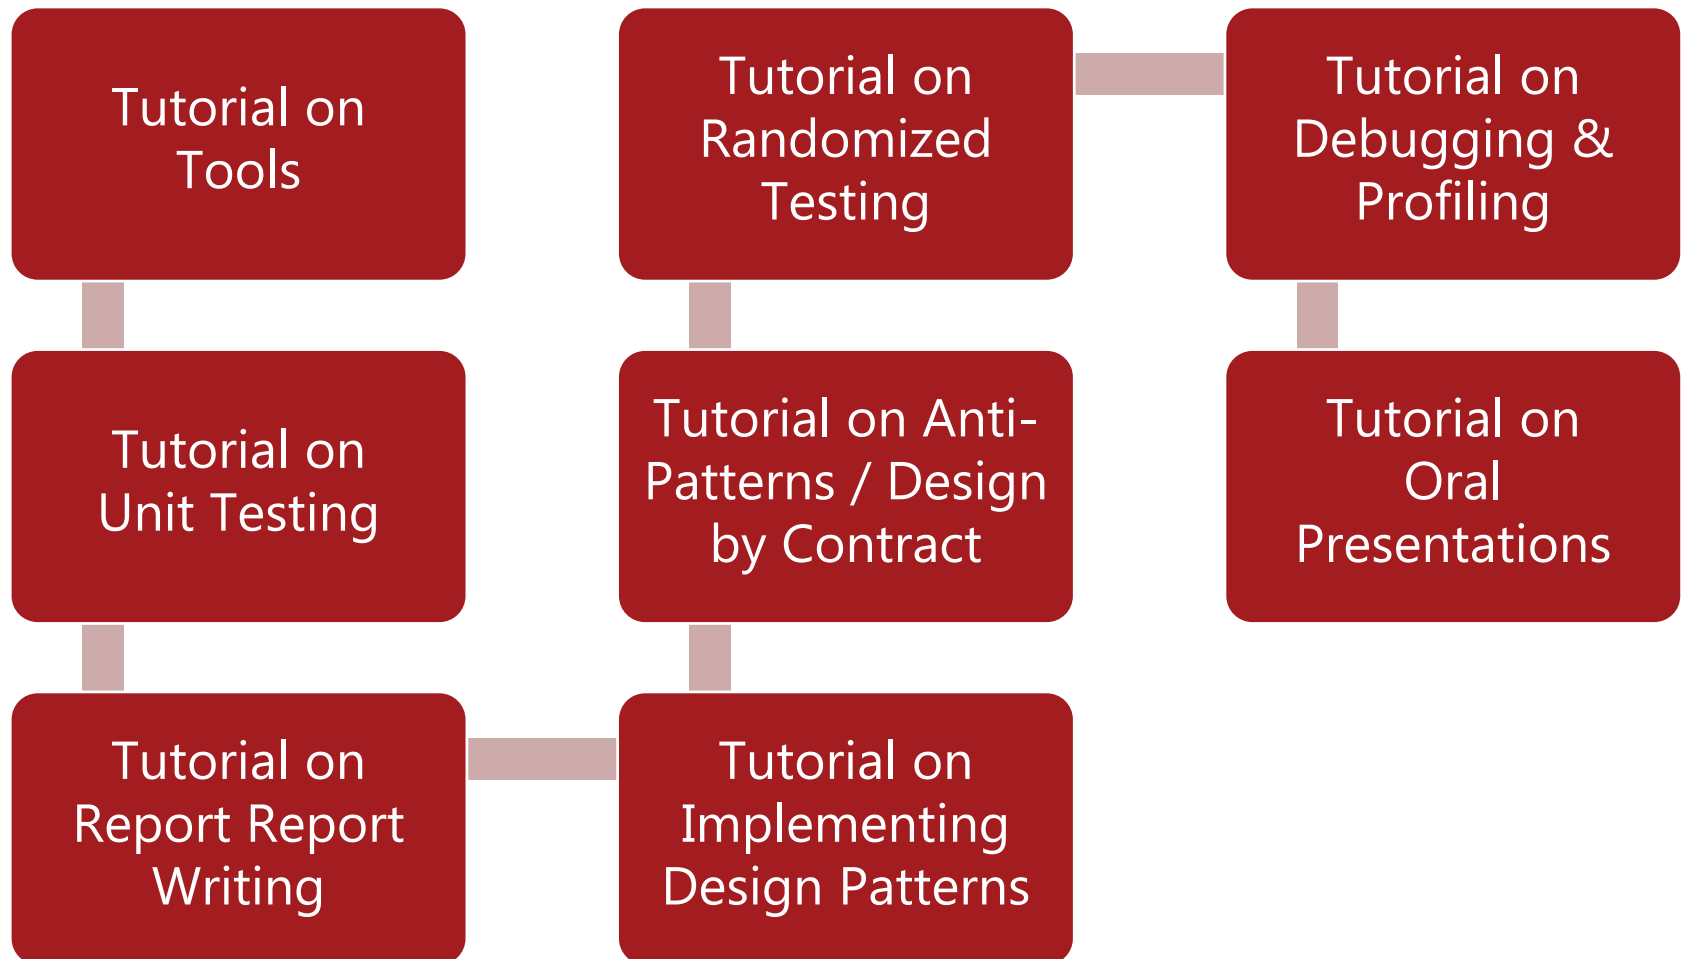 Tutorial on
Tools
Tutorial on
Unit Testing
Tutorial on
Report Report
Writing
Tutorial on
Implementing
Design Patterns
Tutorial on Anti-
Patterns / Design
by Contract
Tutorial on
Randomized
Testing
Tutorial on
Debugging &
Profiling
Tutorial on
Oral
Presentations